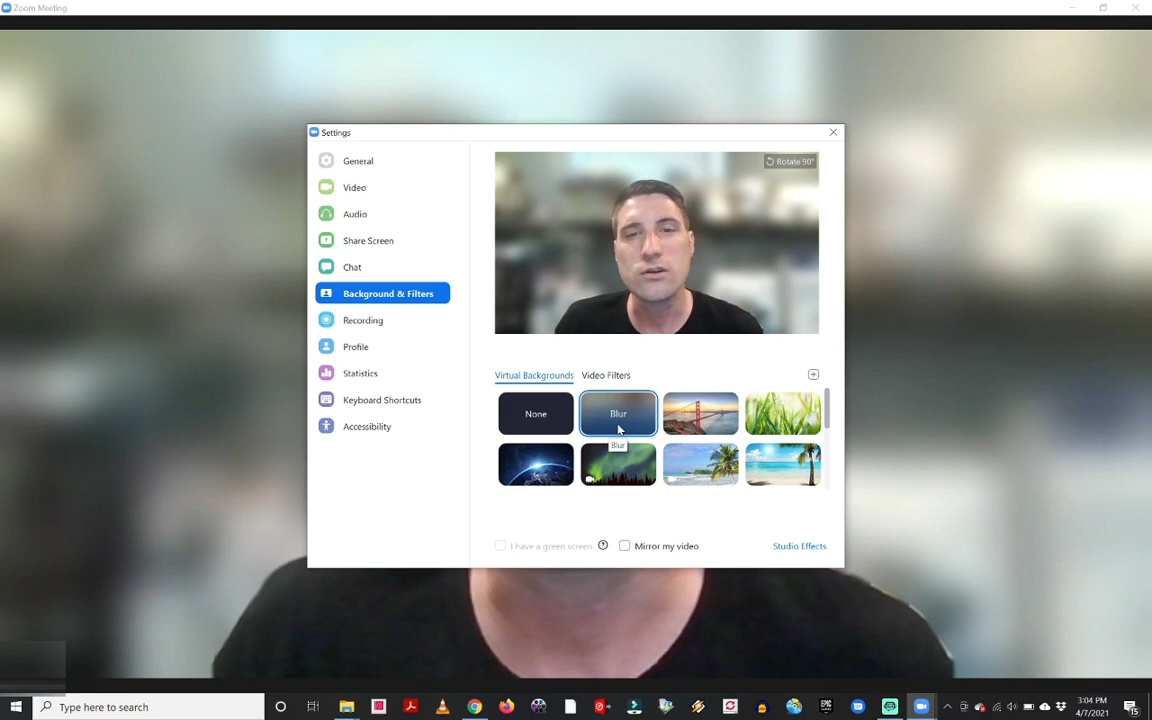 Zoom Meeting
Settings
General
Video
Audio
Share Screen
Chat
Background & Filters
Recording
Profile
Statistics
Keyboard Shortcuts
Accessibility
Rotate 90°
Virtual Backgrounds
Video Filters
None
Blur
Blur
I have a green screen
Mirror my video
Studio Effects
Type here to search
3:04 PM
4/7/2021
15